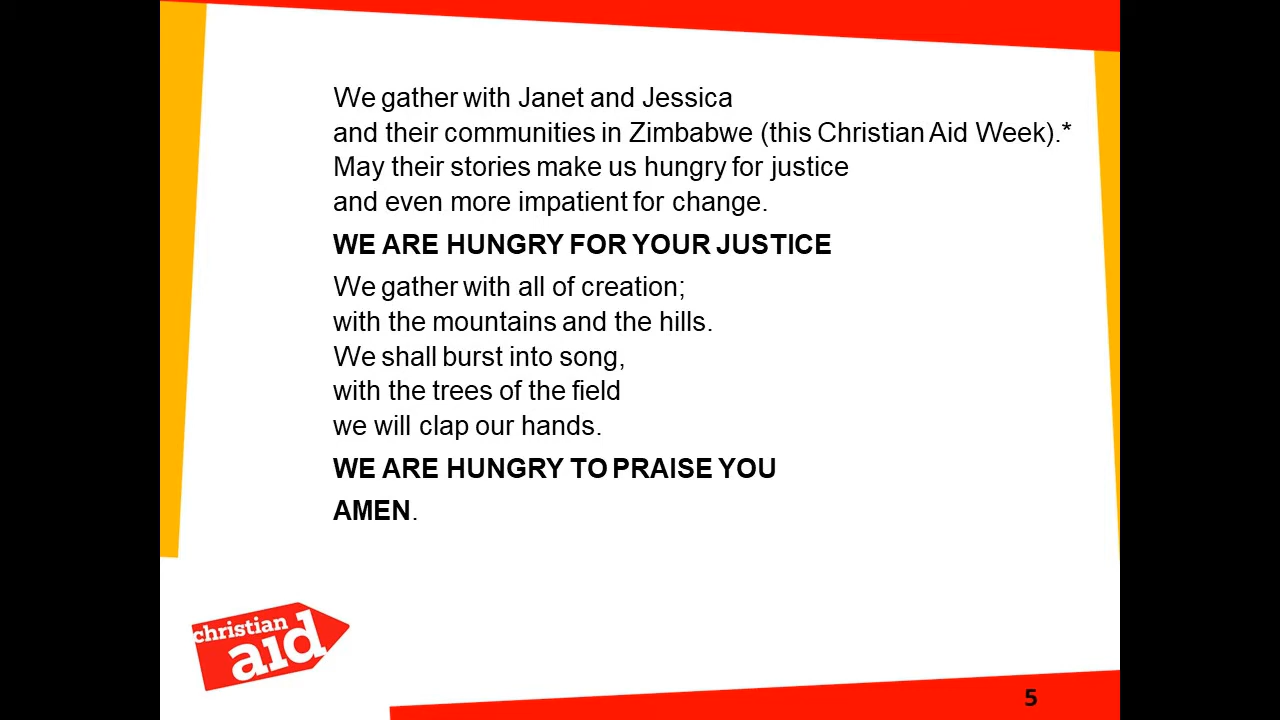 We gather with Janet and Jessica
and their communities in Zimbabwe (this Christian Aid Week).*
May their stories make us hungry for justice
and even more impatient for change.
WE ARE HUNGRY FOR YOUR JUSTICE
We gather with all of creation;
with the mountains and the hills.
We shall burst into song,
with the trees of the field
we will clap our hands.
WE ARE HUNGRY TO PRAISE YOU
AMEN.
christian
aid
5